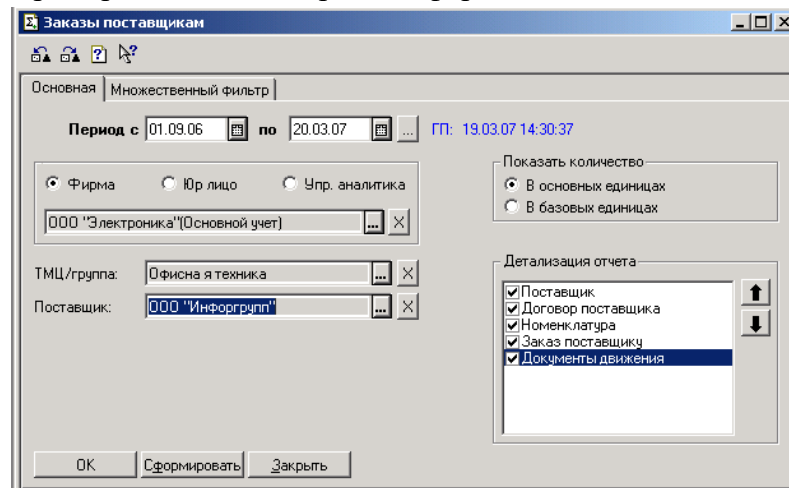 Заказы поставщикам
Основная Множественный фильтр
Период с 01.09.06 по 20.03.07 ... ГП: 19.03.07 14:30:37
Фирма Юр лицо Упр. аналитика
ООО "Электроника"(Основной учет) ... X
Показать количество
В основных единицах
В базовых единицах
ТМЦ/группа: Офисна я техника ... X
Поставщик: ООО "Инфоргрупп" ... X
Детализация отчета
Поставщик
Договор поставщика
Номенклатура
Заказ поставщику
Документы движения
OK Сформировать Закрыть